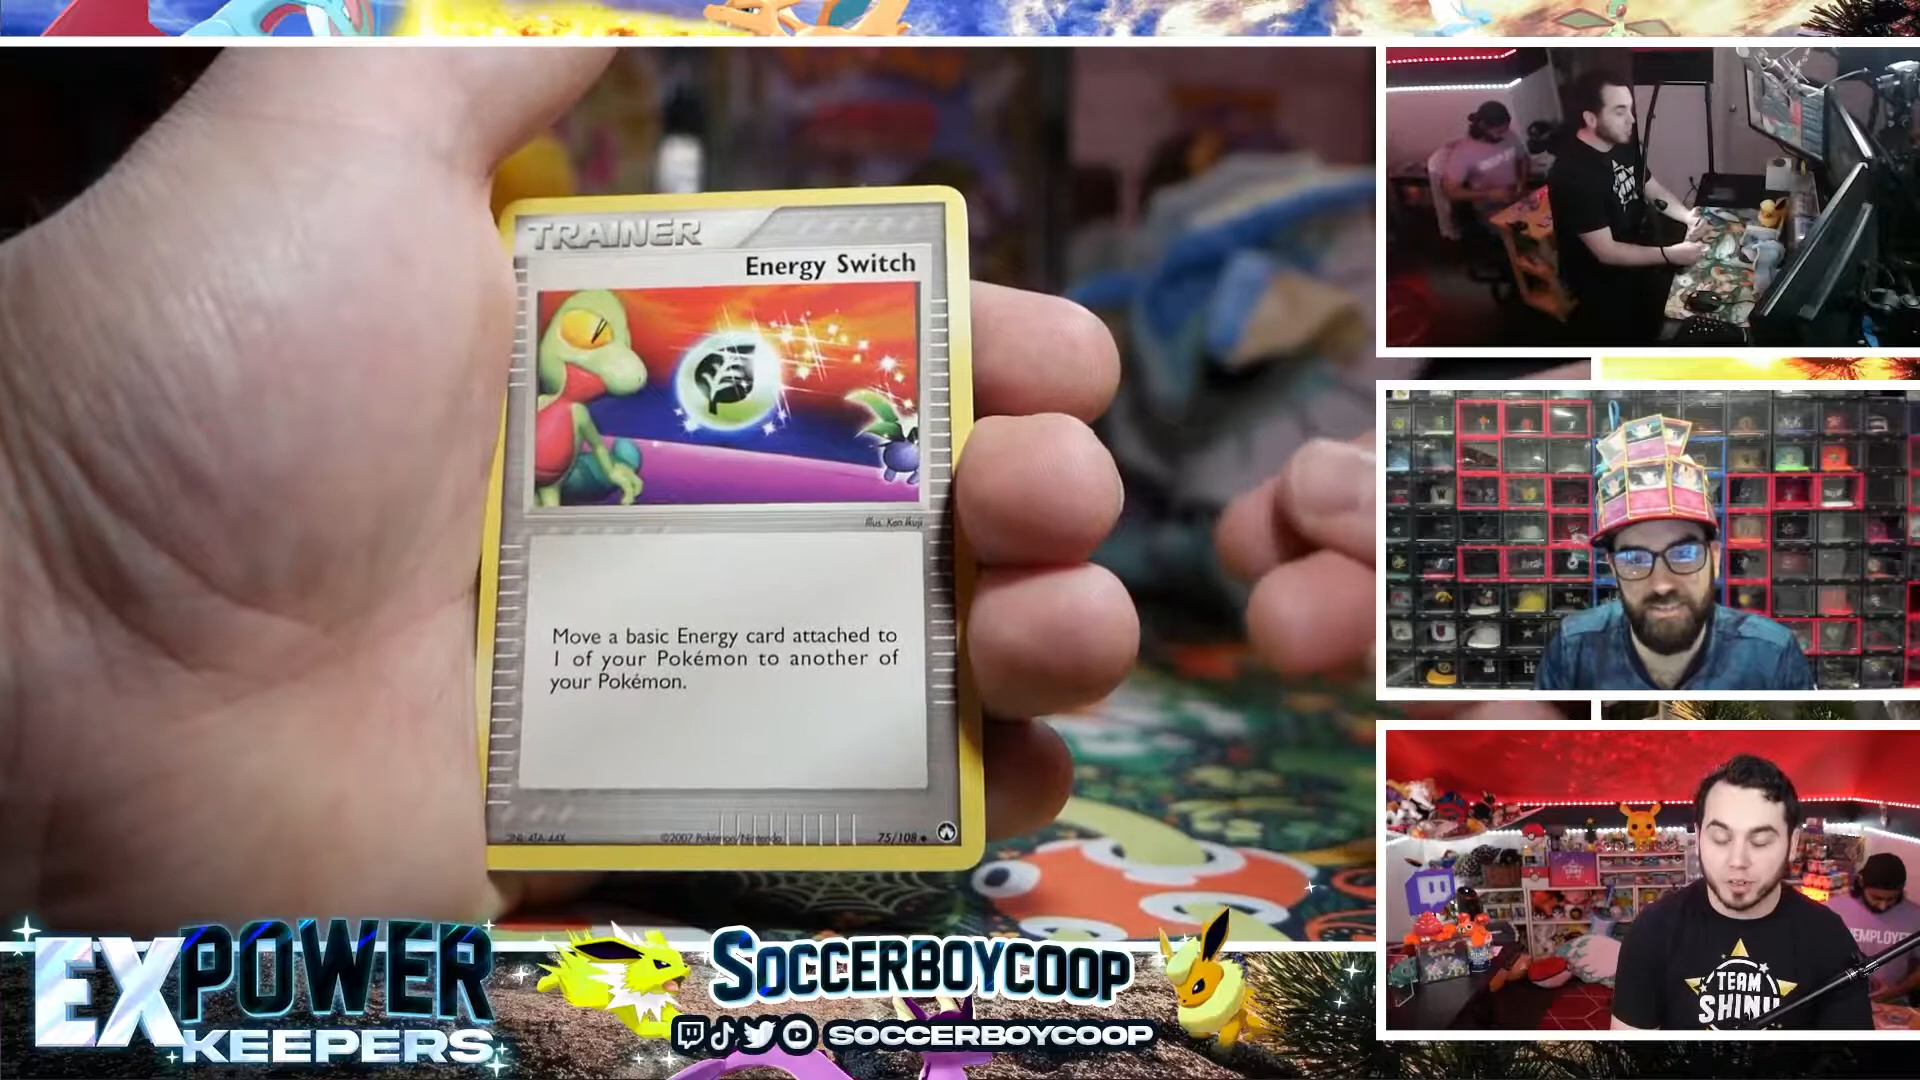 TRAINER
Energy Switch
Illus. Ken Ikuji
Move a basic Energy card attached to
1 of your Pokémon to another of
your Pokémon.
©2007 Pokémon/Nintendo
75/108
EX POWER
KEEPERS
SOCCERBOYCOOP
SOCCERBOYCOOP
TEAM
SHINY